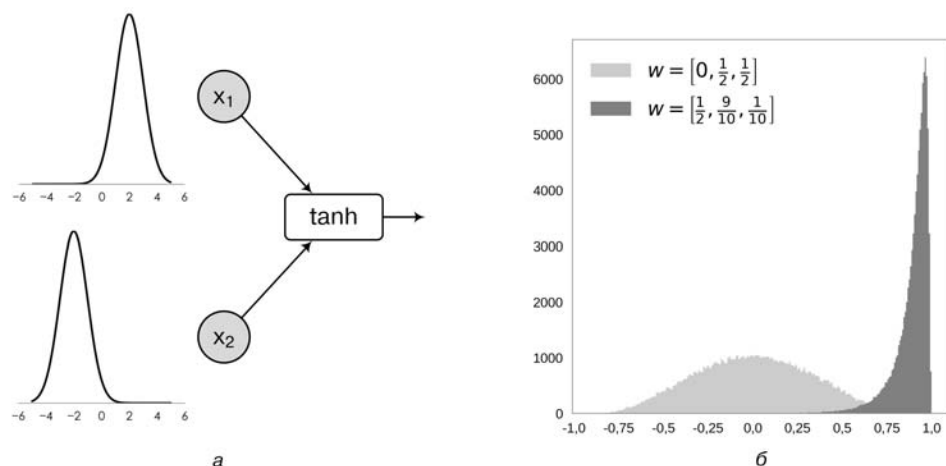 -6 -4 -2 0 2 4 6
x1
tanh
-6 -4 -2 0 2 4 6
x2
а
6000
5000
4000
3000
2000
1000
0
w = [0, 1/2, 1/2]
w = [1/2, 9/10, 1/10]
-1,0 -0,75 -0,5 -0,25 0,0 0,25 0,5 0,75 1,0
б